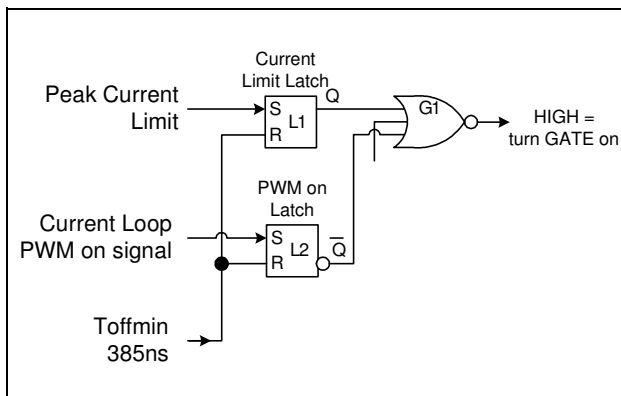 Current
Limit Latch
Peak Current
Limit
S
R
L1
Q
G1
HIGH =
turn GATE on
PWM on
Latch
Current Loop
PWM on signal
S
R
L2
Q̅
Toffmin
385ns